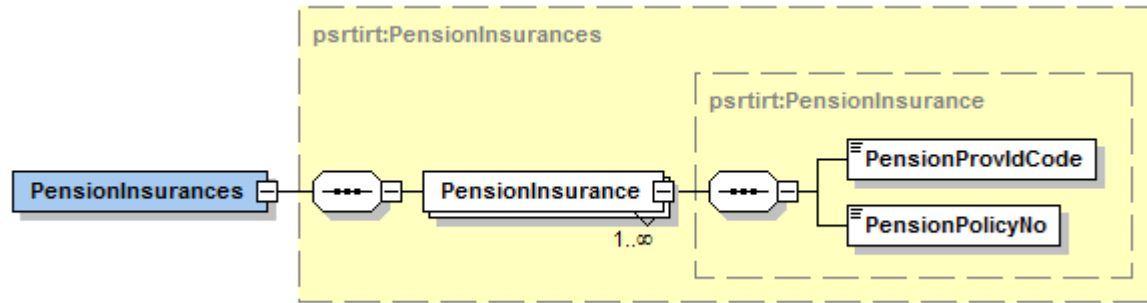 psrtirt:PensionInsurances
psrtirt:PensionInsurance
PensionProvIdCode
PensionInsurances
PensionInsurance
PensionPolicyNo
1..∞